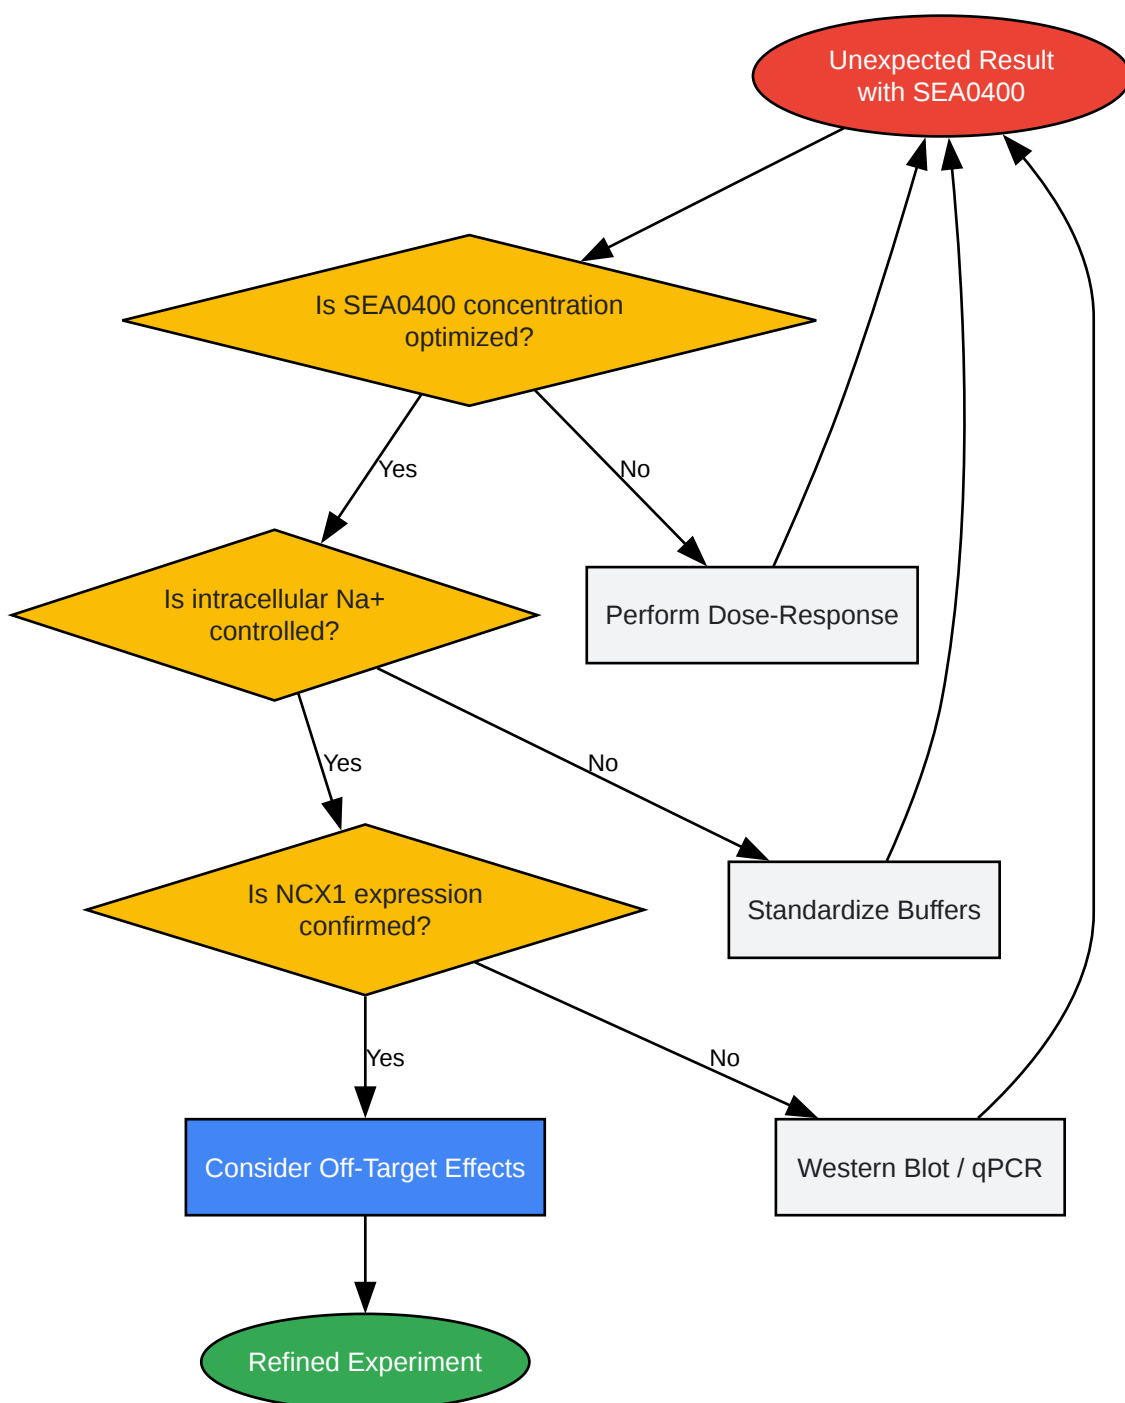 Unexpected Result
with SEA0400
Is SEA0400 concentration
optimized?
Yes
No
Is intracellular Na+
controlled?
Perform Dose-Response
Yes
No
Is NCX1 expression
confirmed?
Standardize Buffers
Yes
No
Consider Off-Target Effects
Western Blot / qPCR
Refined Experiment